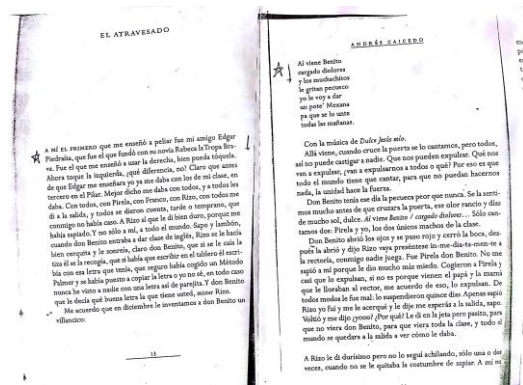 EL ATRAVESADO
A MÍ EL PRIMERO que me enseñó a peliar fue mi amigo Edgar
Piedraíta, que fue el que fundó con su novia Rebeca la Tropa Bra-
va. Fue el que me enseñó a usar la derecha, bien pueda tóquela.
Ahora toque la izquierda, ¿qué diferencia, no? Claro que antes
de que Edgar me enseñara yo ya me daba con los de mi clase, en
tercero en el Pilar. Mejor dicho me daba con todos, y a todos les
daba. Con todos, con Pirela, con Franco, con Rizo, con todos me
di a la salida, y todos se dieron cuenta, tarde o temprano, que
conmigo no había caso. A Rizo sí que le di bien duro, porque me
había sapiado. Y no sólo a mí, a todo el mundo. Sapo y lambón,
cuando don Benito entraba a dar clase de inglés, Rizo se le hacía
bien cerquita y le sonreía, claro don Benito, que si se le caía la
tiza él se la recogía, que si había que escribir en el tablero él escri-
bía con esa letra que tenía, que seguro había cogido un Método
Palmer y se había puesto a copiar la letra o yo no sé, en todo caso
nunca he visto a nadie con una letra así de parejita. Y don Benito
que le decía qué buena letra la que tiene usted, míster Rizo.
Me acuerdo que en diciembre le inventamos a don Benito un
villancico:
13
ANDRÉS CAICEDO
Ai viene Benito
cargado diolores
y los muchachitos
le gritan pecueco
yo le voy a dar
un pote' Mexana
pa que se lo unte
todas las mañanas.
Con la música de Dulce Jesús mío.
Allá viene, cuando cruce la puerta se lo cantamos, pero todos,
así no puede castigar a nadie. Que nos pueden expulsar. Qué nos
van a expulsar, ¿van a expulsarnos a todos o qué? Por eso es que
todo el mundo tiene que cantar, para que no puedan hacernos
nada, la unidad hace la fuerza.
Don Benito tenía ese día la pecueca peor que nunca. Se la senti-
mos mucho antes de que cruzara la puerta, ese olor rancio y días
de mucho sol, dulce. Ai viene Benito / cargado diolores... Sólo can-
tamos dos: Pirela y yo, los dos únicos machos de la clase.
Don Benito abrió los ojos y se puso rojo y cerró la boca, des-
pués la abrió y dijo Rizo vaya preséntese in-me-dia-ta-men-te a
la rectoría, conmigo nadie juega. Fue Pirela don Benito. No me
sapió a mí porque le dio mucho más miedo. Cogieron a Pirela y
casi que lo expulsan, si no es porque vienen el papá y la mamá
que le lloraban al rector, me acuerdo de eso, lo expulsan. De
todos modos le fue mal: lo suspendieron quince días. Apenas sapió
Rizo yo fui y me le acerqué y le dije me esperás a la salida, sapo.
Voltió y me dijo ¿yooo? ¿Por qué? Le di en la jeta pero pasito, para
que no viera don Benito, para que viera toda la clase, y todo el
mundo se quedara a la salida a ver cómo le daba.
A Rizo le di durísimo pero no lo seguí achilando, sólo una o dos
veces, cuando no se le quitaba la costumbre de sapiar. A mí no